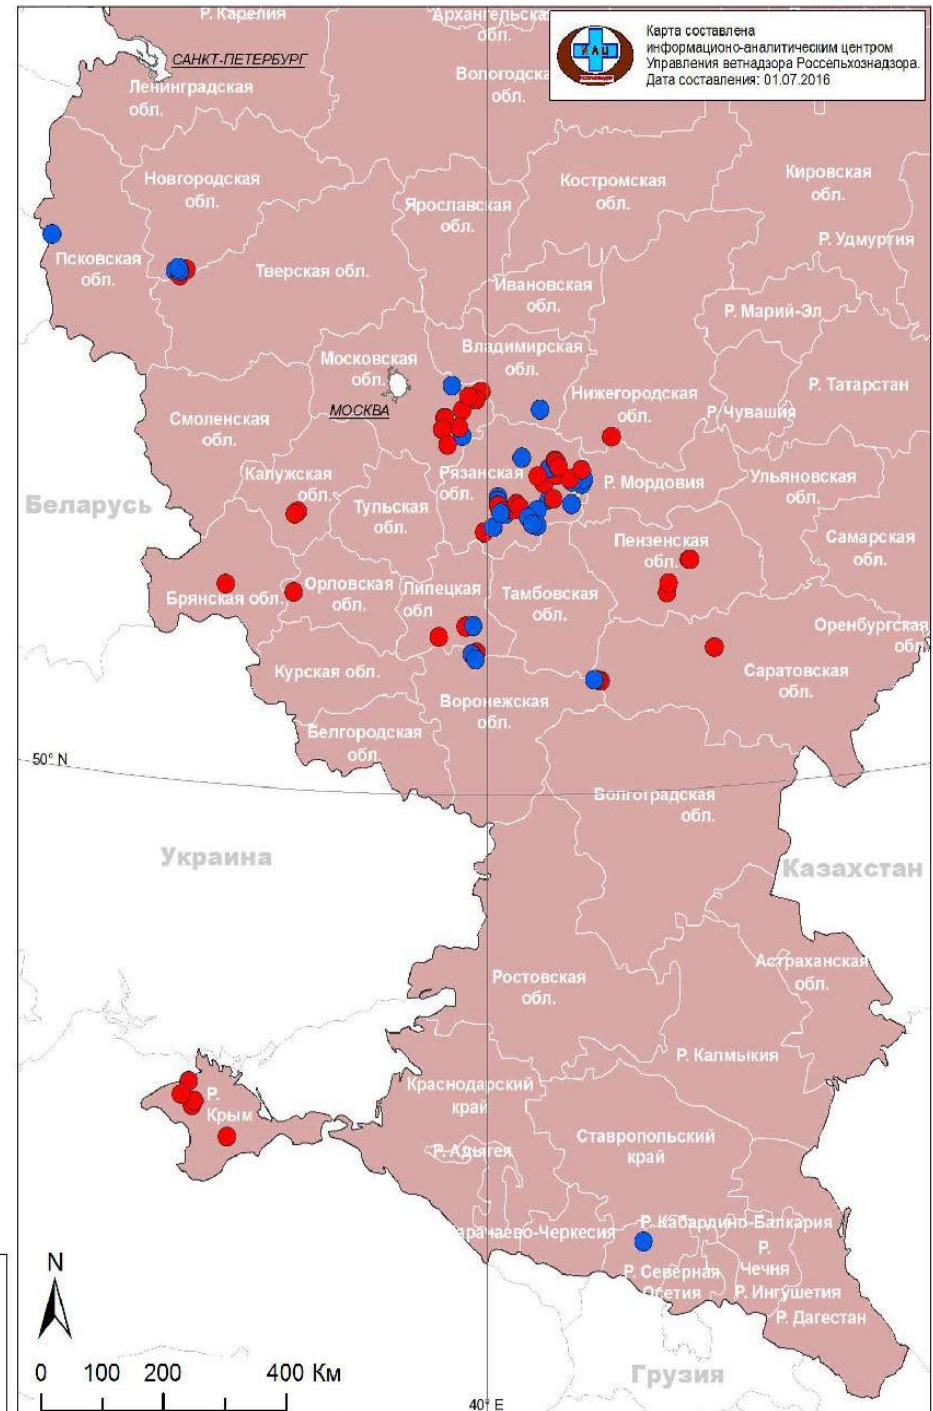 Р. Карелия
Архангельска
обл.
Карта составлена
информационо-аналитическим центром
Управления ветнадзора Россельхознадзора.
Дата составления: 01.07.2016
ИАЦ
САНКТ-ПЕТЕРБУРГ
Ленинградская
обл.
Вологодска
обл.
Новгородская
обл.
Ярославская
обл.
Костромская
обл.
Кировская
обл.
Р. Удмуртия
Псковская
обл.
Тверская обл.
Ивановская
обл.
Р. Марий-Эл
Московская
обл.
МОСКВА
Владимирская
обл.
Нижегородская
обл.
Р. Чувашия
Р. Татарстан
Смоленская
обл.
Калужская
обл.
Тульская
обл.
Рязанская
обл.
Р. Мордовия
Ульяновская
обл.
Беларусь
Пензенская
обл.
Самарская
обл.
Брянская обл.
Орловская
обл.
Липецкая
обл
Тамбовская
обл.
Оренбургская
обл.
Курская обл.
Воронежская
обл.
Саратовская
обл.
Белгородская
обл.
50° N
Волгоградская
обл.
Украина
Казахстан
Ростовская
обл.
Астраханская
обл.
Р. Калмыкия
Р.
Крым
Краснодарский
край
Р. Адыгея
Ставропольский
край
арачаево-Черкесия
Р. Кабардино-Балкария
Р. Северная
Осетия
Р.
Чечня
Р. Ингушетия
Р. Дагестан
Грузия
N
0 100 200 400 Км
40° E